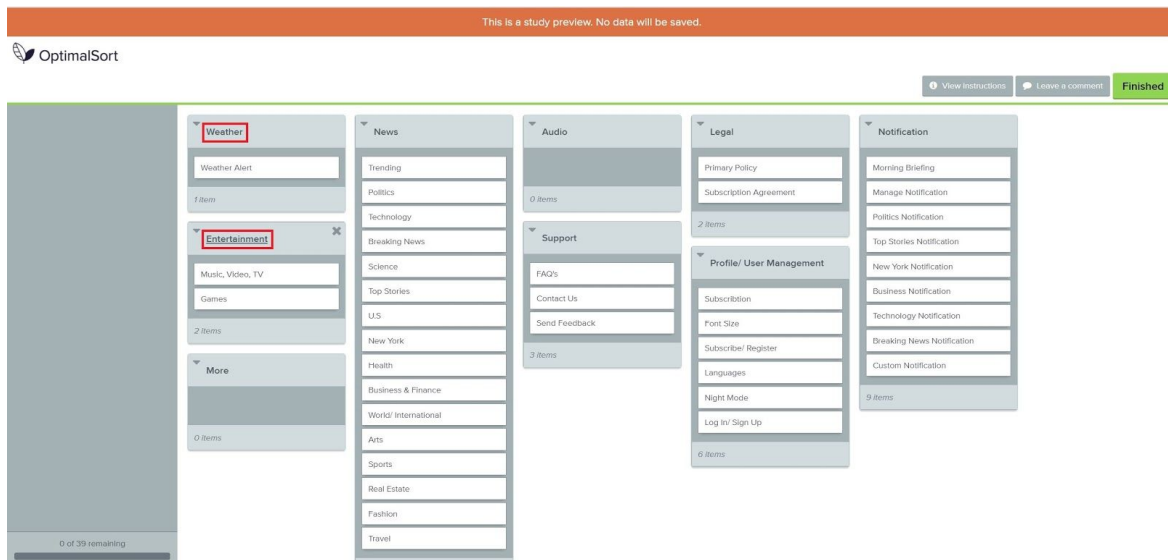 This is a study preview. No data will be saved.
OptimalSort
View instructions
Leave a comment
Finished
Weather
Weather Alert
1 item
Entertainment
Music, Video, TV
Games
2 items
More
0 items
News
Trending
Politics
Technology
Breaking News
Science
Top Stories
U.S
New York
Health
Business & Finance
World/ International
Arts
Sports
Real Estate
Fashion
Travel
Audio
0 items
Support
FAQ's
Contact Us
Send Feedback
3 items
Legal
Primary Policy
Subscription Agreement
2 items
Profile/ User Management
Subscribtion
Font Size
Subscribe/ Register
Languages
Night Mode
Log In/ Sign Up
6 items
Notification
Morning Briefing
Manage Notification
Politics Notification
Top Stories Notification
New York Notification
Business Notification
Technology Notification
Breaking News Notification
Custom Notification
9 items
0 of 39 remaining